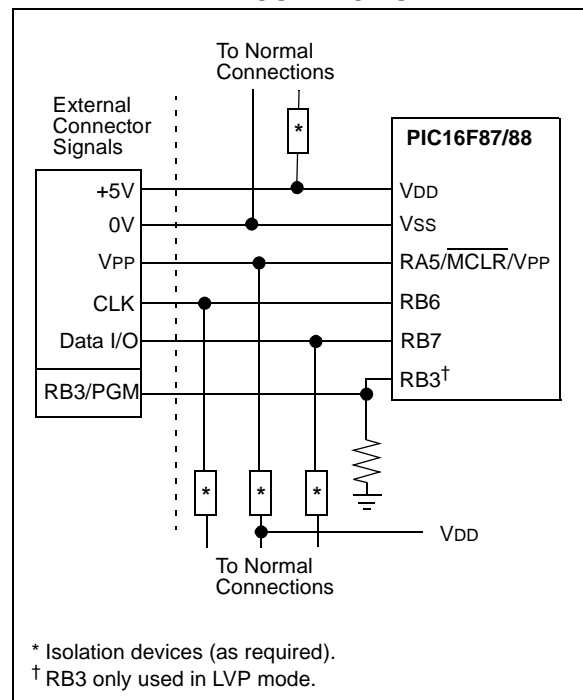 To Normal
Connections
External
Connector
Signals
*
PIC16F87/88
+5V
VDD
0V
VSS
VPP
RA5/MCLR/VPP
CLK
RB6
Data I/O
RB7
RB3†
RB3/PGM
*
*
*
VDD
To Normal
Connections
* Isolation devices (as required).
† RB3 only used in LVP mode.